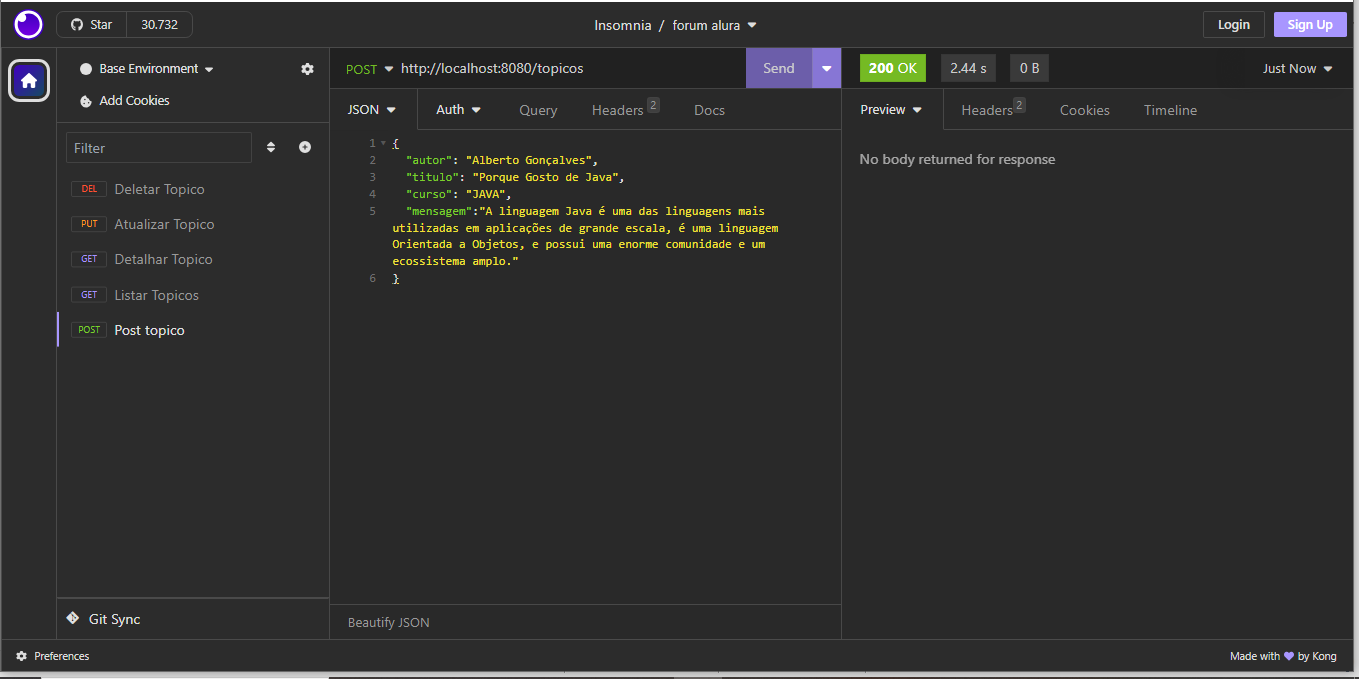 Star 30.732 Insomnia / forum alura Login Sign Up
Base Environment
Add Cookies
Filter
DEL Deletar Topico
PUT Atualizar Topico
GET Detalhar Topico
GET Listar Topicos
POST Post topico
Git Sync
POST http://localhost:8080/topicos Send
JSON Auth Query Headers 2 Docs
1 {
2 "autor": "Alberto Gonçalves",
3 "titulo": "Porque Gosto de Java",
4 "curso": "JAVA",
5 "mensagem":"A linguagem Java é uma das linguagens mais
utilizadas em aplicações de grande escala, é uma linguagem
Orientada a Objetos, e possui uma enorme comunidade e um
ecossistema amplo."
6 }
Beautify JSON
200 OK 2.44 s 0 B Just Now
Preview Headers 2 Cookies Timeline
No body returned for response
Preferences Made with 💜 by Kong